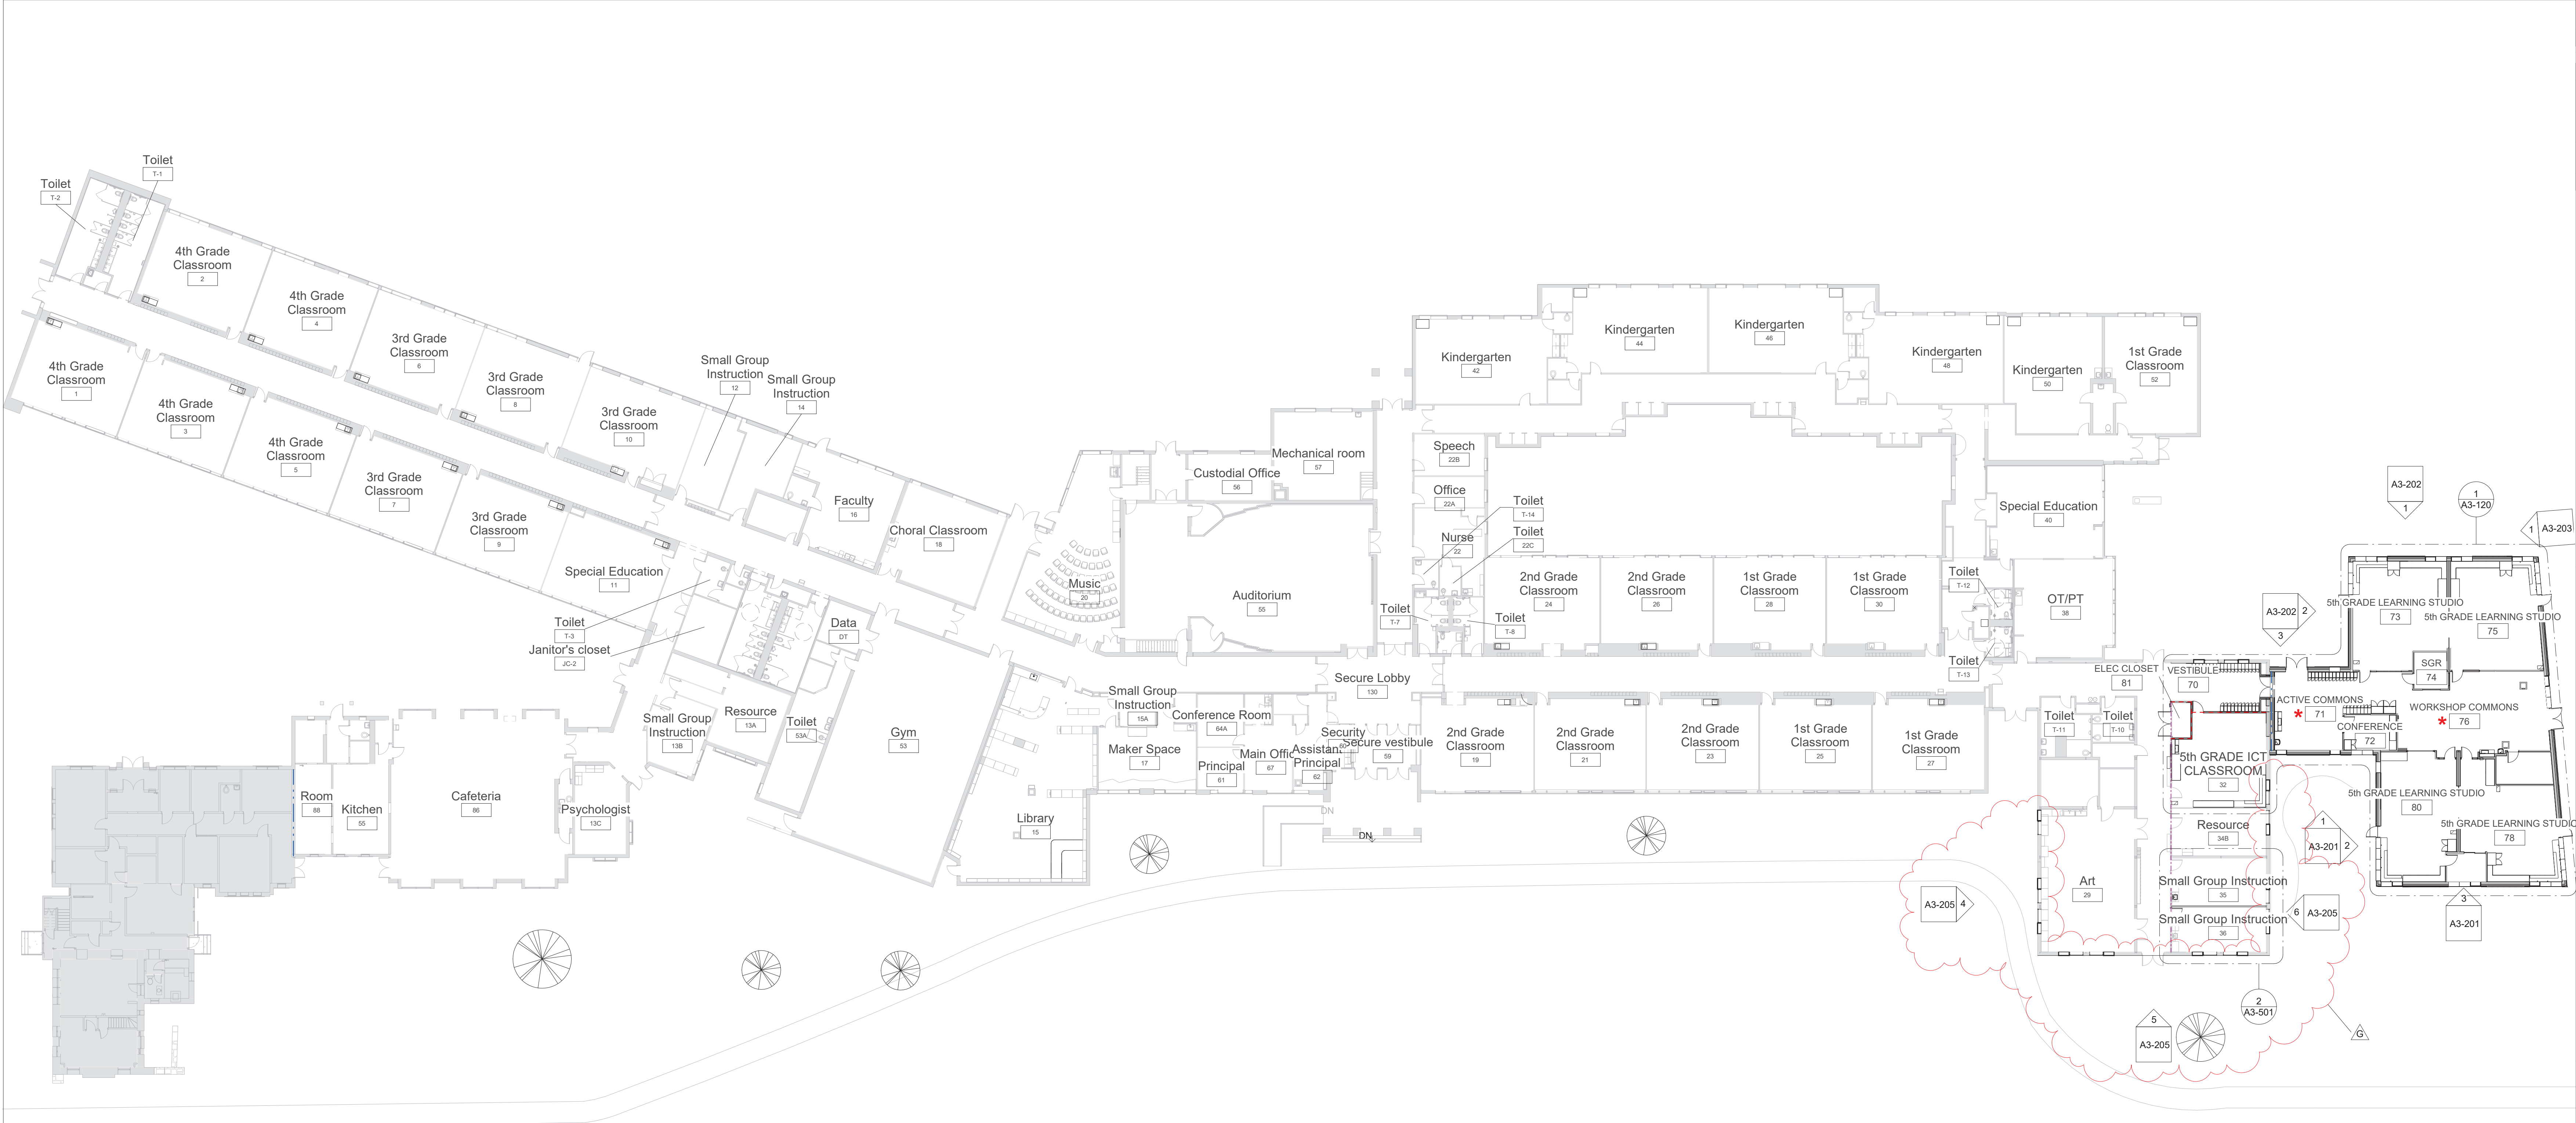 Toilet
T-1
Toilet
T-2
4th Grade
Classroom
2
4th Grade
Classroom
4
3rd Grade
Classroom
6
3rd Grade
Classroom
8
3rd Grade
Classroom
10
Small Group
Instruction
12
Small Group
Instruction
14
Faculty
16
Choral Classroom
18
4th Grade
Classroom
1
4th Grade
Classroom
3
4th Grade
Classroom
5
3rd Grade
Classroom
7
3rd Grade
Classroom
9
Special Education
11
Toilet
T-3
Janitor's closet
JC-2
Data
DT
Music
20
Auditorium
55
Custodial Office
56
Mechanical room
57
Kindergarten
42
Kindergarten
44
Kindergarten
46
Kindergarten
48
Kindergarten
50
1st Grade
Classroom
52
Speech
22B
Office
22A
Nurse
22
Toilet
T-14
Toilet
22C
Toilet
T-7
Toilet
T-8
2nd Grade
Classroom
24
2nd Grade
Classroom
26
1st Grade
Classroom
28
1st Grade
Classroom
30
Special Education
40
OT/PT
38
Toilet
T-12
Toilet
T-13
Secure Lobby
130
Small Group
Instruction
13B
Resource
13A
Toilet
53A
Gym
53
Library
15
Small Group
Instruction
15A
Maker Space
17
Conference Room
64A
Principal
61
Main Offic
67
Assistan
Principal
62
Security
60
Secure vestibule
59
DN
DN
2nd Grade
Classroom
19
2nd Grade
Classroom
21
2nd Grade
Classroom
23
1st Grade
Classroom
25
1st Grade
Classroom
27
Room
88
Kitchen
55
Cafeteria
86
Psychologist
13C
Toilet
T-11
Toilet
T-10
Art
29
ELEC CLOSET
81
VESTIBULE
70
5th GRADE ICT
CLASSROOM
32
Resource
34B
Small Group Instruction
35
Small Group Instruction
36
ACTIVE COMMONS
* 71
CONFERENCE
72
5th GRADE LEARNING STUDIO
73
5th GRADE LEARNING STUDIO
75
SGR
74
WORKSHOP COMMONS
* 76
5th GRADE LEARNING STUDIO
80
5th GRADE LEARNING STUDIO
78
A3-202
1
1
A3-120
1
A3-203
A3-202
2
3
1
A3-201
2
3
A3-201
A3-205
4
6
A3-205
5
A3-205
2
A3-501
G